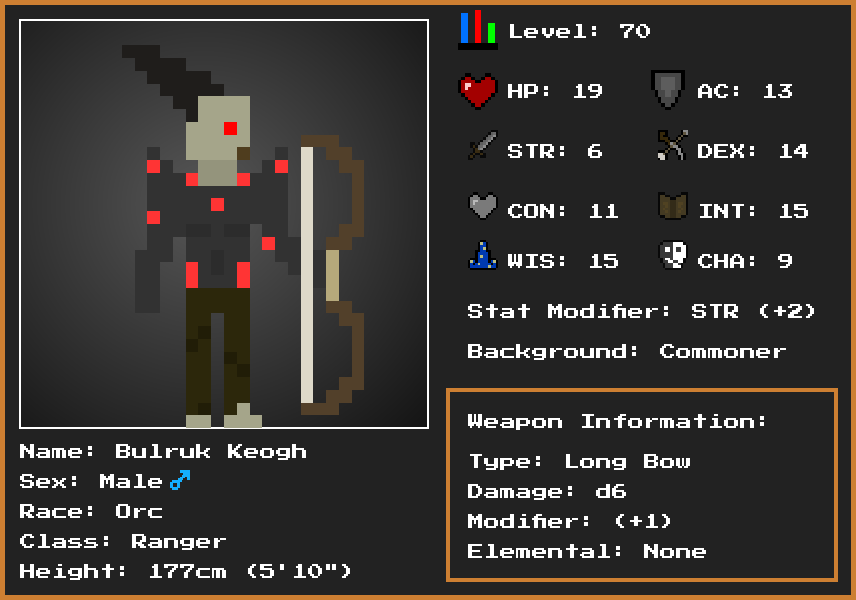 Level: 70
HP: 19 AC: 13
STR: 6 DEX: 14
CON: 11 INT: 15
WIS: 15 CHA: 9
Stat Modifier: STR (+2)
Background: Commoner
Weapon Information:
Type: Long Bow
Damage: d6
Modifier: (+1)
Elemental: None
Name: Bulruk Keogh
Sex: Male ♂
Race: Orc
Class: Ranger
Height: 177cm (5'10")